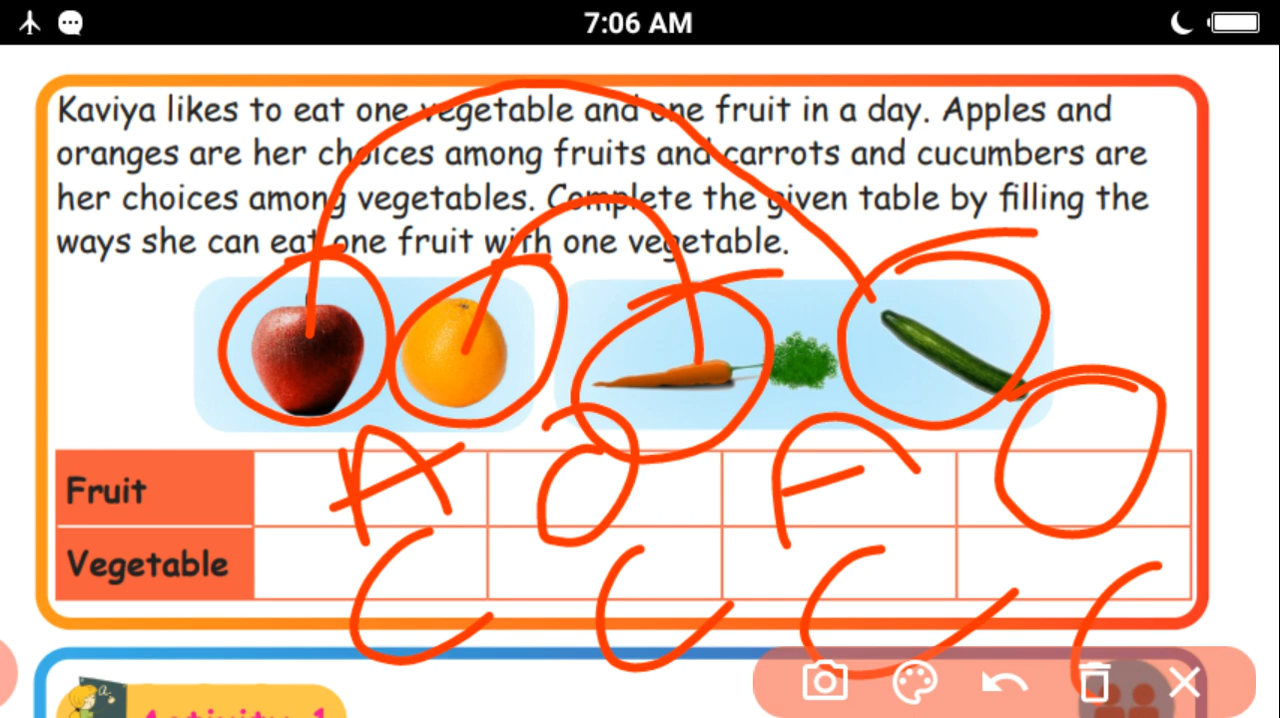 7:06 AM
Kaviya likes to eat one vegetable and one fruit in a day. Apples and
oranges are her choices among fruits and carrots and cucumbers are
her choices among vegetables. Complete the given table by filling the
ways she can eat one fruit with one vegetable.
A O A O
Fruit
C C C C
Vegetable
Activity 1